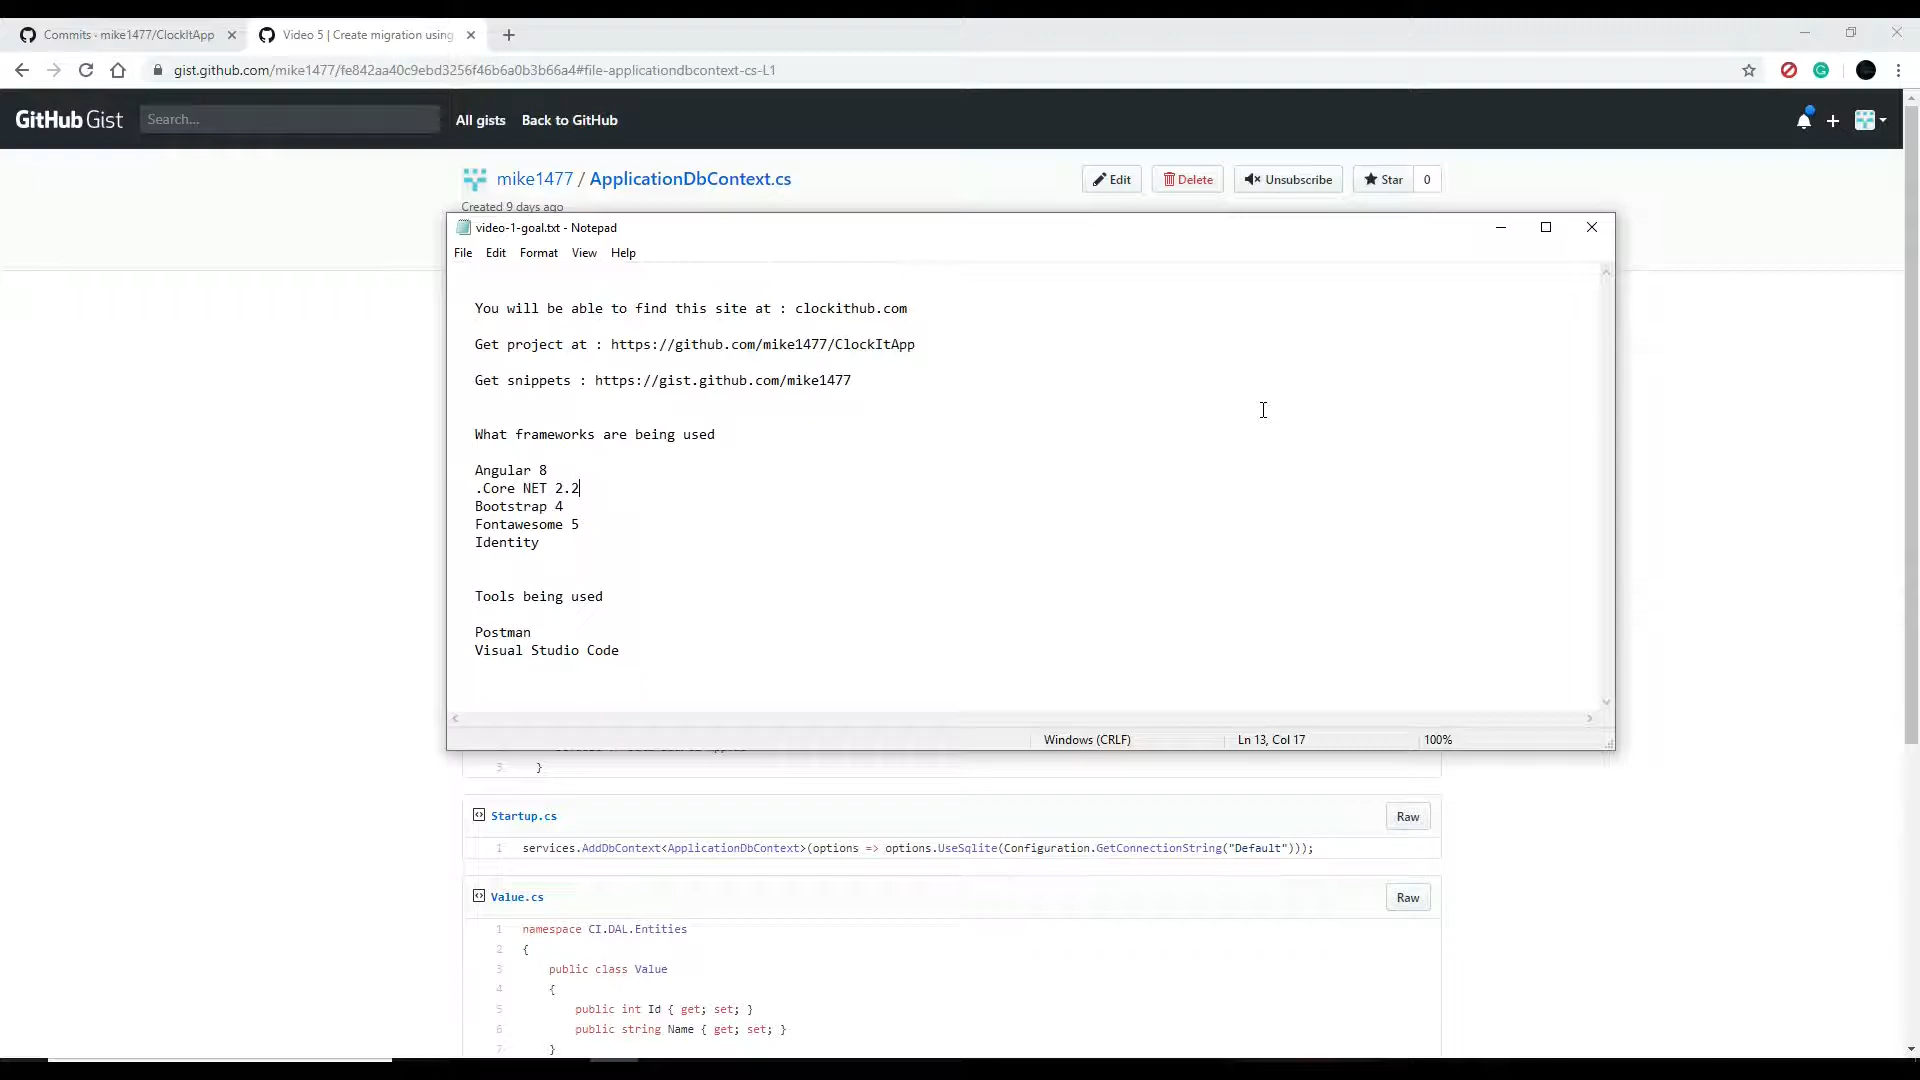 Commits · mike1477/ClockItApp
Video 5 | Create migration using
gist.github.com/mike1477/fe842aa40c9ebd3256f46b6a0b3b66a4#file-applicationdbcontext-cs-L1
GitHub Gist
Search...
All gists
Back to GitHub
mike1477 / ApplicationDbContext.cs
Edit
Delete
Unsubscribe
Star
0
Created 9 days ago
video-1-goal.txt - Notepad
File Edit Format View Help
You will be able to find this site at : clockithub.com
Get project at : https://github.com/mike1477/ClockItApp
Get snippets : https://gist.github.com/mike1477
What frameworks are being used
Angular 8
.Core NET 2.2
Bootstrap 4
Fontawesome 5
Identity
Tools being used
Postman
Visual Studio Code
Windows (CRLF)
Ln 13, Col 17
100%
3 }
Startup.cs
Raw
1 services.AddDbContext<ApplicationDbContext>(options => options.UseSqlite(Configuration.GetConnectionString("Default")));
Value.cs
Raw
1 namespace CI.DAL.Entities
2 {
3 public class Value
4 {
5 public int Id { get; set; }
6 public string Name { get; set; }
7 }